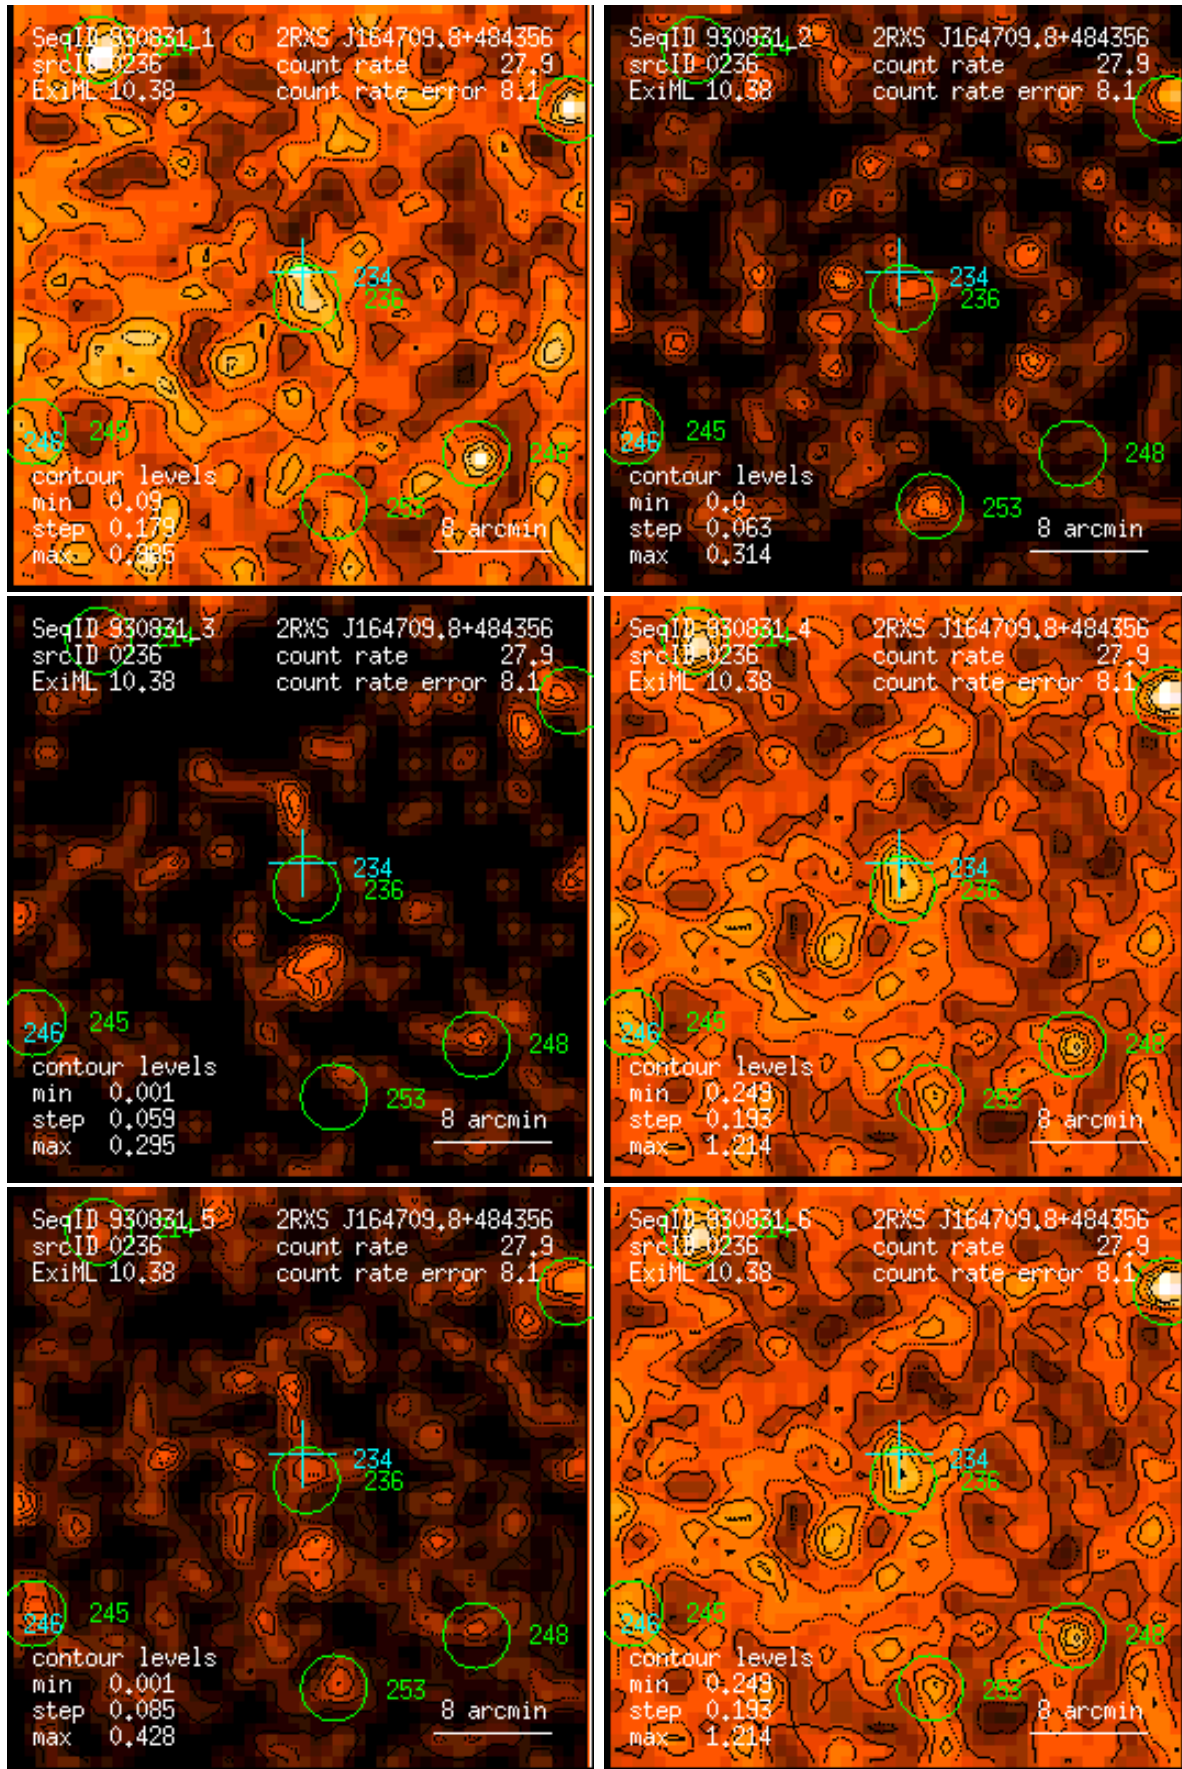 SeqID 930831_1 2RXS J164709.8+484356
214
srcID 0236 count rate 27.9
ExiML 10.38 count rate error 8.1
234
236
248
245
246
contour levels
min 0.09
253
step 0.179
8 arcmin
max 0.985
SeqID 930831_2 2RXS J164709.8+484356
214
srcID 0236 count rate 27.9
ExiML 10.38 count rate error 8.1
234
236
245
246
248
contour levels
min 0.0
253
step 0.063
8 arcmin
max 0.314
SeqID 930831_3 2RXS J164709.8+484356
214
srcID 0236 count rate 27.9
ExiML 10.38 count rate error 8.1
234
236
245
246
248
contour levels
min 0.001
253
step 0.059
8 arcmin
max 0.295
SeqID 930831_4 2RXS J164709.8+484356
214
srcID 0236 count rate 27.9
ExiML 10.38 count rate error 8.1
234
236
245
246
248
contour levels
min 0.249
253
step 0.193
8 arcmin
max 1.214
SeqID 930831_5 2RXS J164709.8+484356
214
srcID 0236 count rate 27.9
ExiML 10.38 count rate error 8.1
234
236
245
246
248
contour levels
min 0.001
253
step 0.085
8 arcmin
max 0.428
SeqID 930831_6 2RXS J164709.8+484356
214
srcID 0236 count rate 27.9
ExiML 10.38 count rate error 8.1
234
236
245
246
248
contour levels
min 0.249
253
step 0.193
8 arcmin
max 1.214